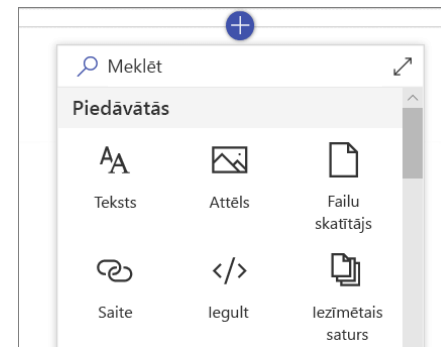 Meklēt
Piedāvātās
Teksts
Attēls
Failu
skatītājs
Saite
Iegult
Iezīmētais
saturs